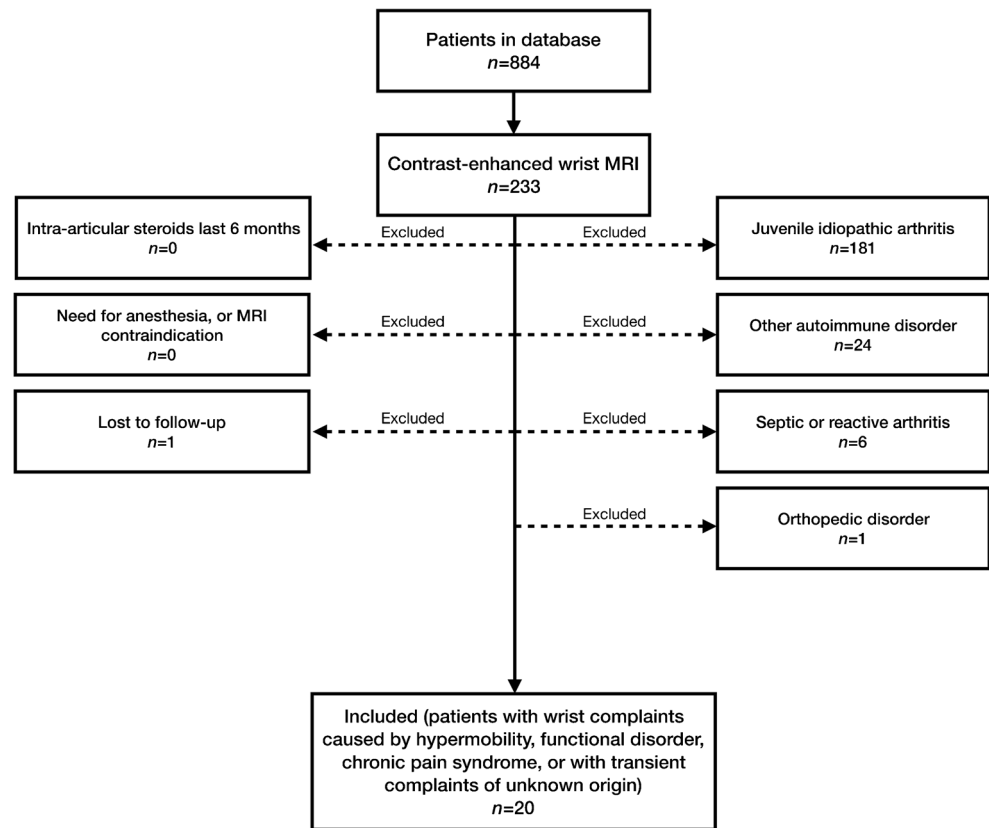 Patients in database
n=884
Contrast-enhanced wrist MRI
n=233
Intra-articular steroids last 6 months
n=0
Excluded
Excluded
Juvenile idiopathic arthritis
n=181
Need for anesthesia, or MRI
contraindication
n=0
Excluded
Excluded
Other autoimmune disorder
n=24
Lost to follow-up
n=1
Excluded
Excluded
Septic or reactive arthritis
n=6
Excluded
Orthopedic disorder
n=1
Included (patients with wrist complaints
caused by hypermobility, functional disorder,
chronic pain syndrome, or with transient
complaints of unknown origin)
n=20